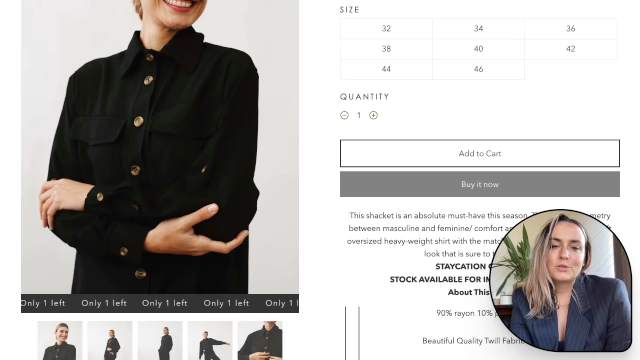 SIZE
32 34 36
38 40 42
44 46
QUANTITY
1
Add to Cart
Buy it now
This shacket is an absolute must-have this season.
between masculine and feminine/ comfort
oversized heavy-weight shirt with the
look that is sure to
STAYCATION
STOCK AVAILABLE FOR
About This
90% rayon 10%
Beautiful Quality Twill
Only 1 left Only 1 left Only 1 left Only 1 left Only 1